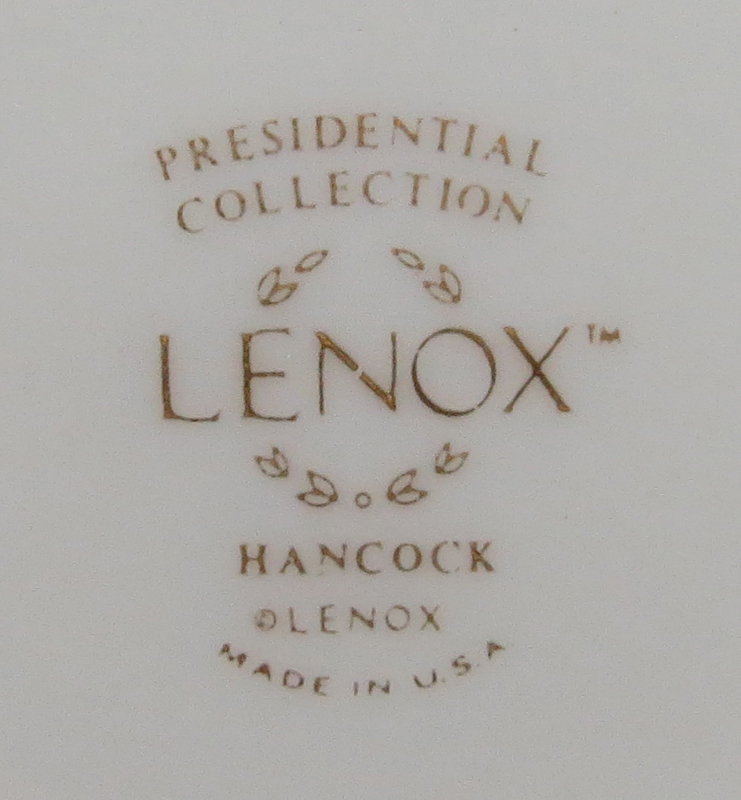 PRESIDENTIAL
COLLECTION
LENOX™
HANCOCK
©LENOX
MADE IN U.S.A